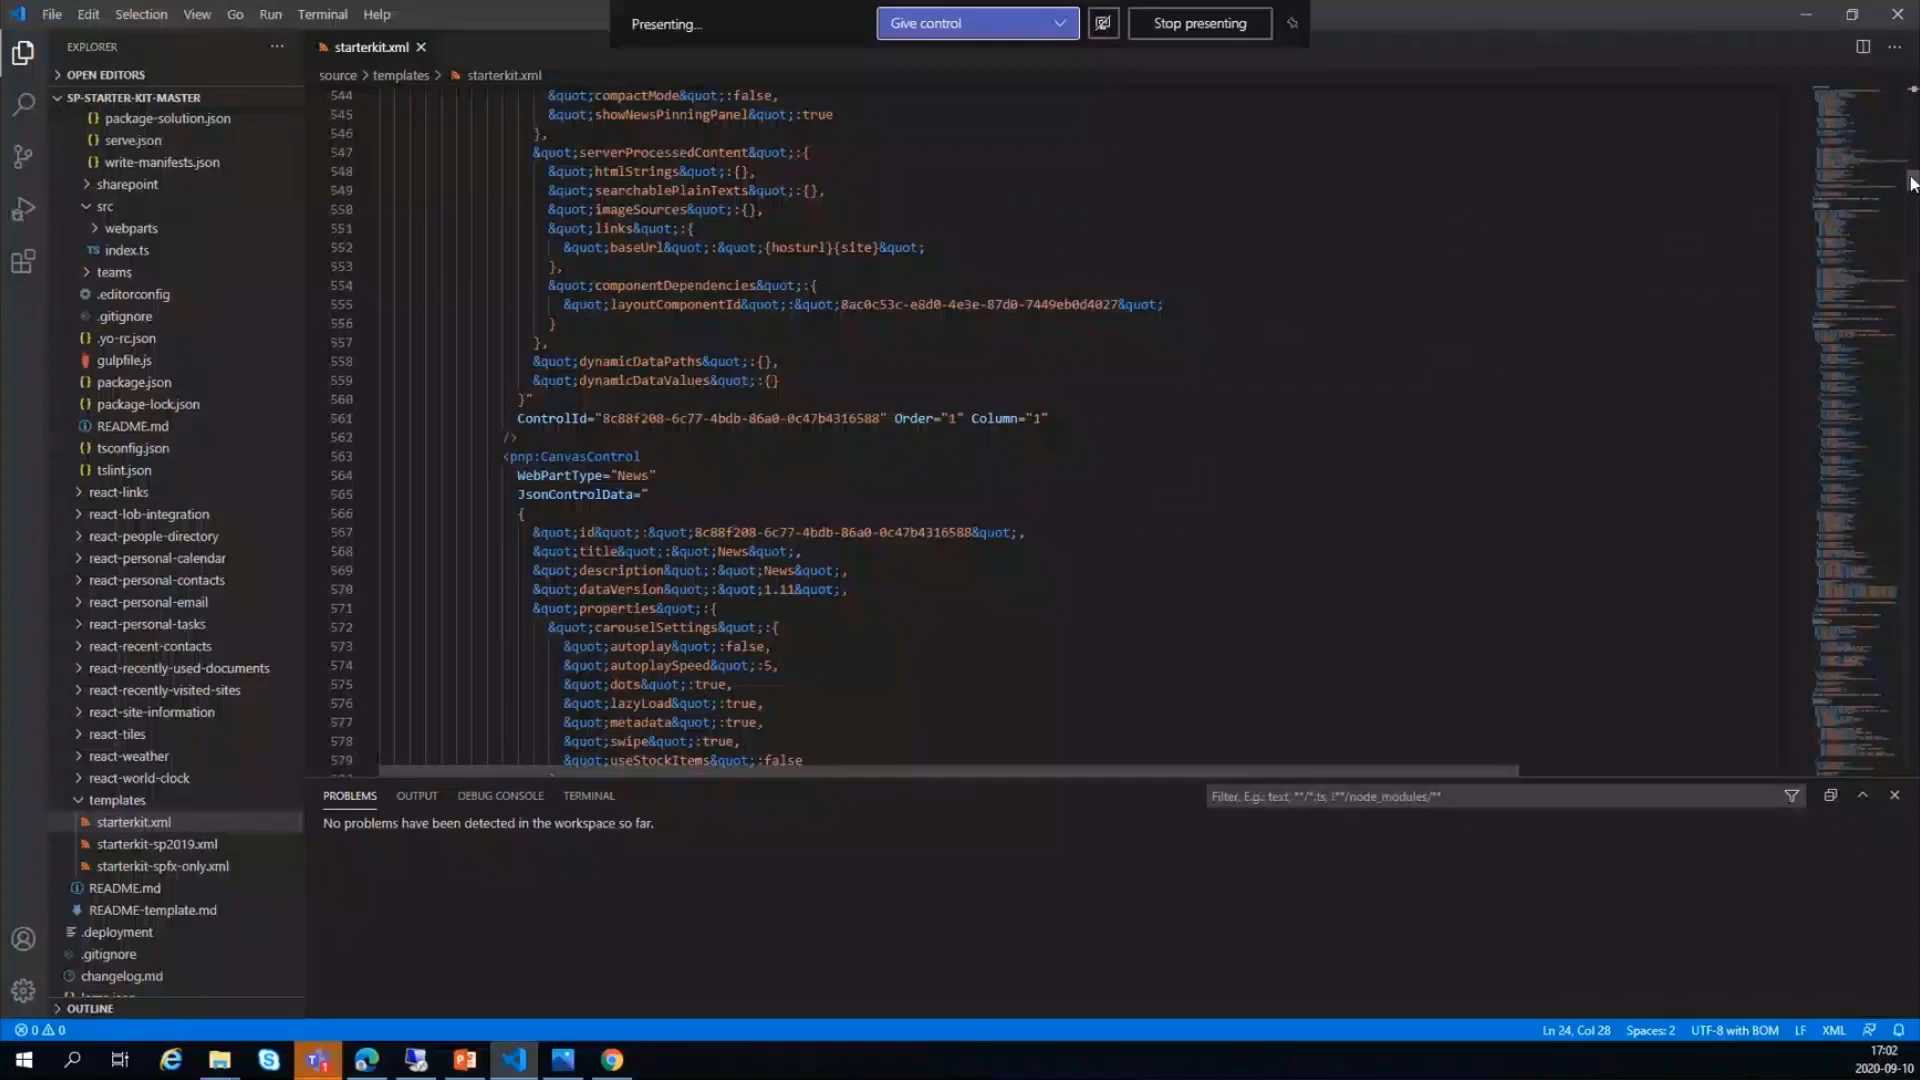 File Edit Selection View Go Run Terminal Help
Presenting...
Give control
Stop presenting
EXPLORER
starterkit.xml
OPEN EDITORS
source > templates > starterkit.xml
SP-STARTER-KIT-MASTER
package-solution.json
serve.json
write-manifests.json
sharepoint
src
webparts
TS index.ts
teams
.editorconfig
.gitignore
.yo-rc.json
gulpfile.js
package.json
package-lock.json
README.md
tsconfig.json
tslint.json
react-links
react-lob-integration
react-people-directory
react-personal-calendar
react-personal-contacts
react-personal-email
react-personal-tasks
react-recent-contacts
react-recently-used-documents
react-recently-visited-sites
react-site-information
react-tiles
react-weather
react-world-clock
templates
starterkit.xml
starterkit-sp2019.xml
starterkit-spfx-only.xml
README.md
README-template.md
.deployment
.gitignore
changelog.md
OUTLINE
544 &quot;compactMode&quot;:false,
545 &quot;showNewsPinningPanel&quot;:true
546 },
547 &quot;serverProcessedContent&quot;:{
548 &quot;htmlStrings&quot;:{},
549 &quot;searchablePlainTexts&quot;:{},
550 &quot;imageSources&quot;:{},
551 &quot;links&quot;:{
552 &quot;baseUrl&quot;:&quot;{hosturl}{site}&quot;
553 },
554 &quot;componentDependencies&quot;:{
555 &quot;layoutComponentId&quot;:&quot;8ac0c53c-e8d0-4e3e-87d0-7449eb0d4027&quot;
556 }
557 },
558 &quot;dynamicDataPaths&quot;:{},
559 &quot;dynamicDataValues&quot;:{}
560 }"
561 ControlId="8c88f208-6c77-4bdb-86a0-0c47b4316588" Order="1" Column="1"
562 />
563 <pnp:CanvasControl
564 WebPartType="News"
565 JsonControlData="
566 {
567 &quot;id&quot;:&quot;8c88f208-6c77-4bdb-86a0-0c47b4316588&quot;,
568 &quot;title&quot;:&quot;News&quot;,
569 &quot;description&quot;:&quot;News&quot;,
570 &quot;dataVersion&quot;:&quot;1.11&quot;,
571 &quot;properties&quot;:{
572 &quot;carouselSettings&quot;:{
573 &quot;autoplay&quot;:false,
574 &quot;autoplaySpeed&quot;:5,
575 &quot;dots&quot;:true,
576 &quot;lazyLoad&quot;:true,
577 &quot;metadata&quot;:true,
578 &quot;swipe&quot;:true,
579 &quot;useStockItems&quot;:false
PROBLEMS OUTPUT DEBUG CONSOLE TERMINAL
Filter, E.g.: text, **/*.ts, !**/node_modules/**
No problems have been detected in the workspace so far.
0 0
Ln 24, Col 28 Spaces: 2 UTF-8 with BOM LF XML
17:02
2020-09-10